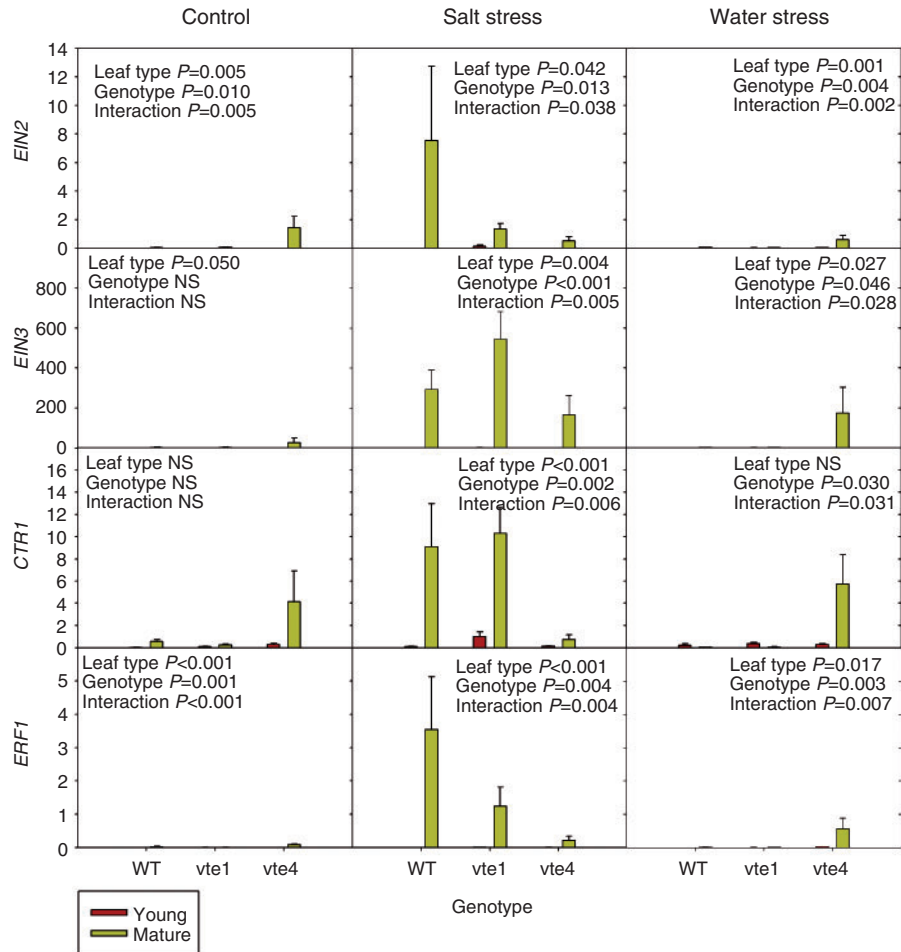 Control Salt stress Water stress
EIN2
14
12
10
8
6
4
2
0
Leaf type P=0.005
Genotype P=0.010
Interaction P=0.005
Leaf type P=0.042
Genotype P=0.013
Interaction P=0.038
Leaf type P=0.001
Genotype P=0.004
Interaction P=0.002
EIN3
800
600
400
200
0
Leaf type P=0.050
Genotype NS
Interaction NS
Leaf type P=0.004
Genotype P<0.001
Interaction P=0.005
Leaf type P=0.027
Genotype P=0.046
Interaction P=0.028
CTR1
16
14
12
10
8
6
4
2
0
Leaf type NS
Genotype NS
Interaction NS
Leaf type P<0.001
Genotype P=0.002
Interaction P=0.006
Leaf type NS
Genotype P=0.030
Interaction P=0.031
ERF1
5
4
3
2
1
0
Leaf type P<0.001
Genotype P=0.001
Interaction P<0.001
Leaf type P<0.001
Genotype P=0.004
Interaction P=0.004
Leaf type P=0.017
Genotype P=0.003
Interaction P=0.007
WT vte1 vte4 WT vte1 vte4 WT vte1 vte4
Genotype
Young
Mature